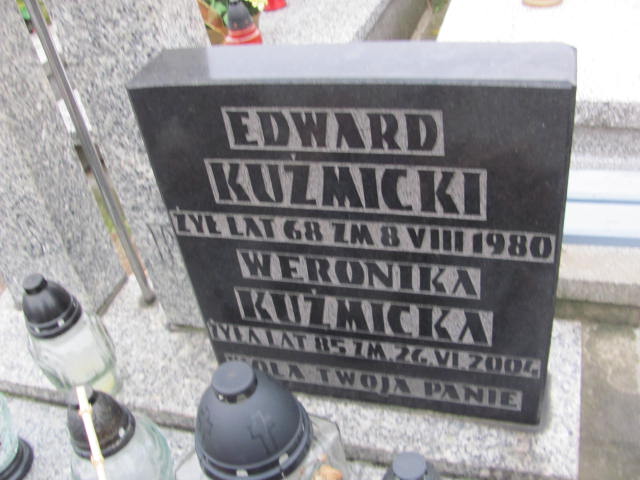 EDWARD
KUŹMICKI
ŻYŁ LAT 68 ZM 8 VIII 1980
WERONIKA
KUŹMICKA
ŻYŁA LAT 85 ZM. 26.VI.2004
WOLA TWOJA PANIE